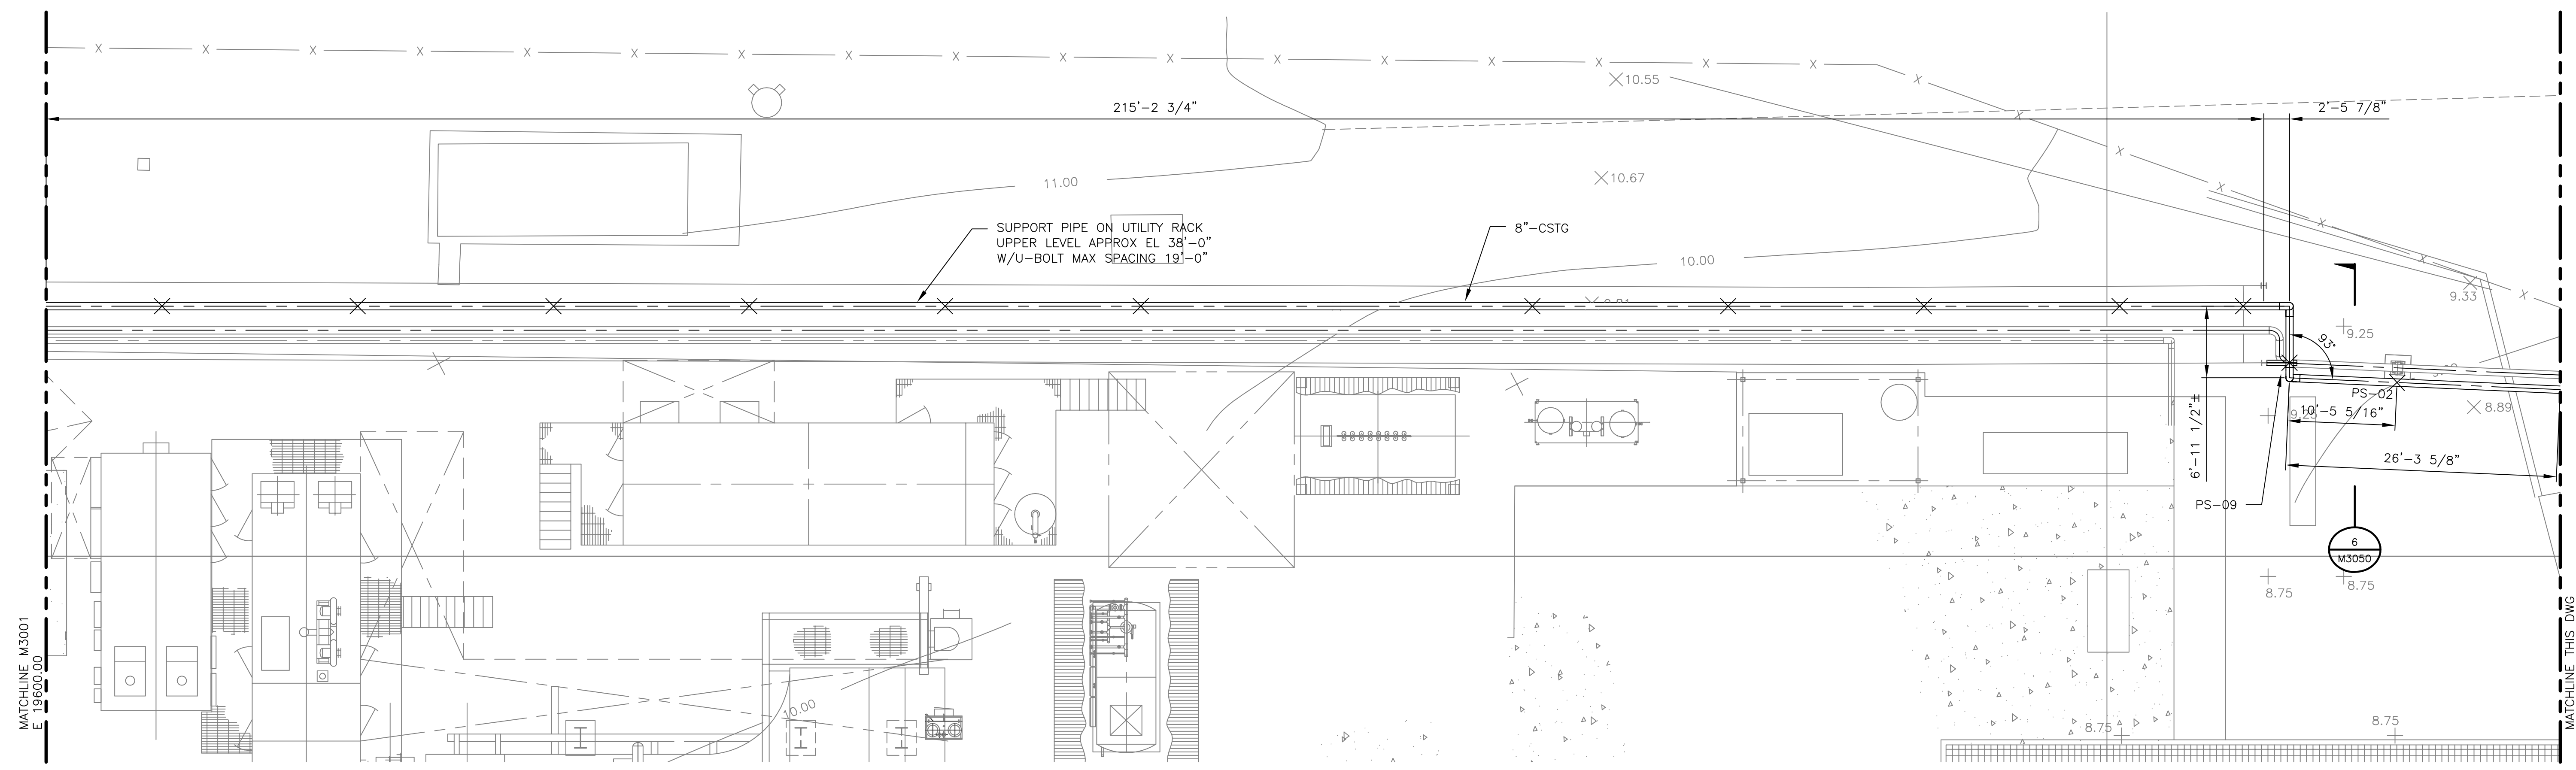 10.55
215'-2 3/4"
2'-5 7/8"
10.67
11.00
SUPPORT PIPE ON UTILITY RACK
UPPER LEVEL APPROX EL 38'-0"
W/U-BOLT MAX SPACING 19'-0"
8"-CSTG
10.00
9.33
9.25
93°
PS-02
8.89
10'-5 5/16"
6'-11 1/2"±
26'-3 5/8"
PS-09
6
M3050
8.75
8.75
10.00
8.75
8.75
MATCHLINE M3001
E 19600.00
MATCHLINE THIS DWG